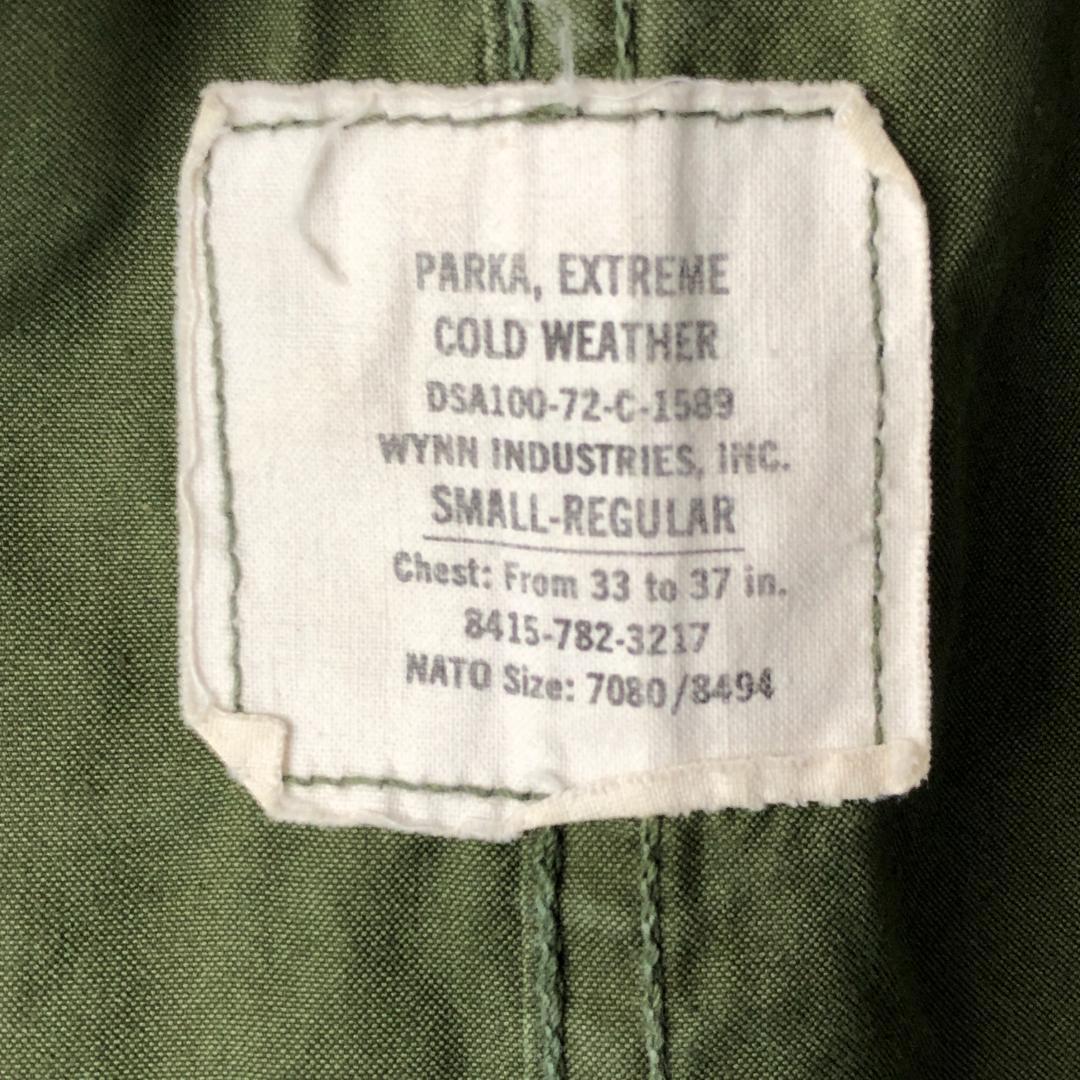 PARKA, EXTREME
COLD WEATHER
DSA100-72-C-1589
WYNN INDUSTRIES, INC.
SMALL-REGULAR
Chest: From 33 to 37 in.
8415-782-3217
NATO Size: 7080/8494